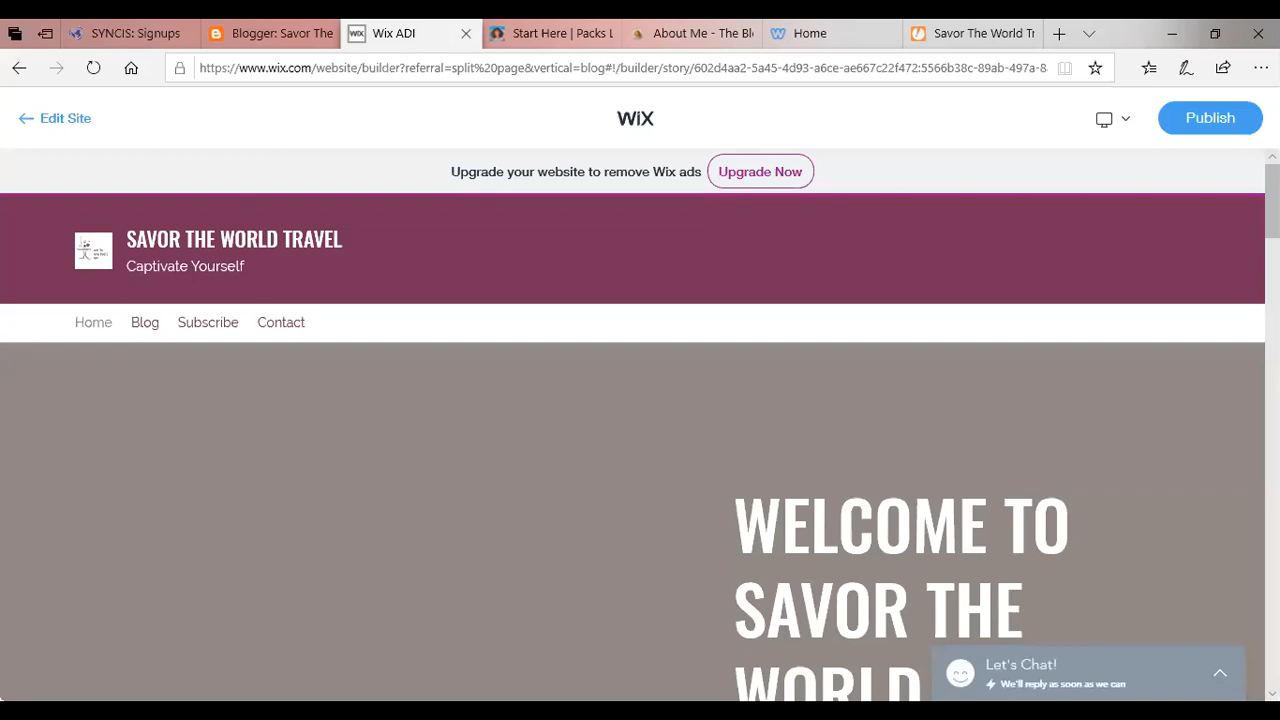 SYNCIS: Signups
Blogger: Savor The
WIX Wix ADI
Start Here | Packs L
About Me - The Bl
Home
Savor The World Tr
https://www.wix.com/website/builder?referral=split%20page&vertical=blog#!/builder/story/602d4aa2-5a45-4d93-a6ce-ae667c22f472:5566b38c-89ab-497a-8
Edit Site
WiX
Publish
Upgrade your website to remove Wix ads
Upgrade Now
SAVOR THE WORLD TRAVEL
Captivate Yourself
Home Blog Subscribe Contact
WELCOME TO
SAVOR THE
WORLD
Let's Chat!
We'll reply as soon as we can